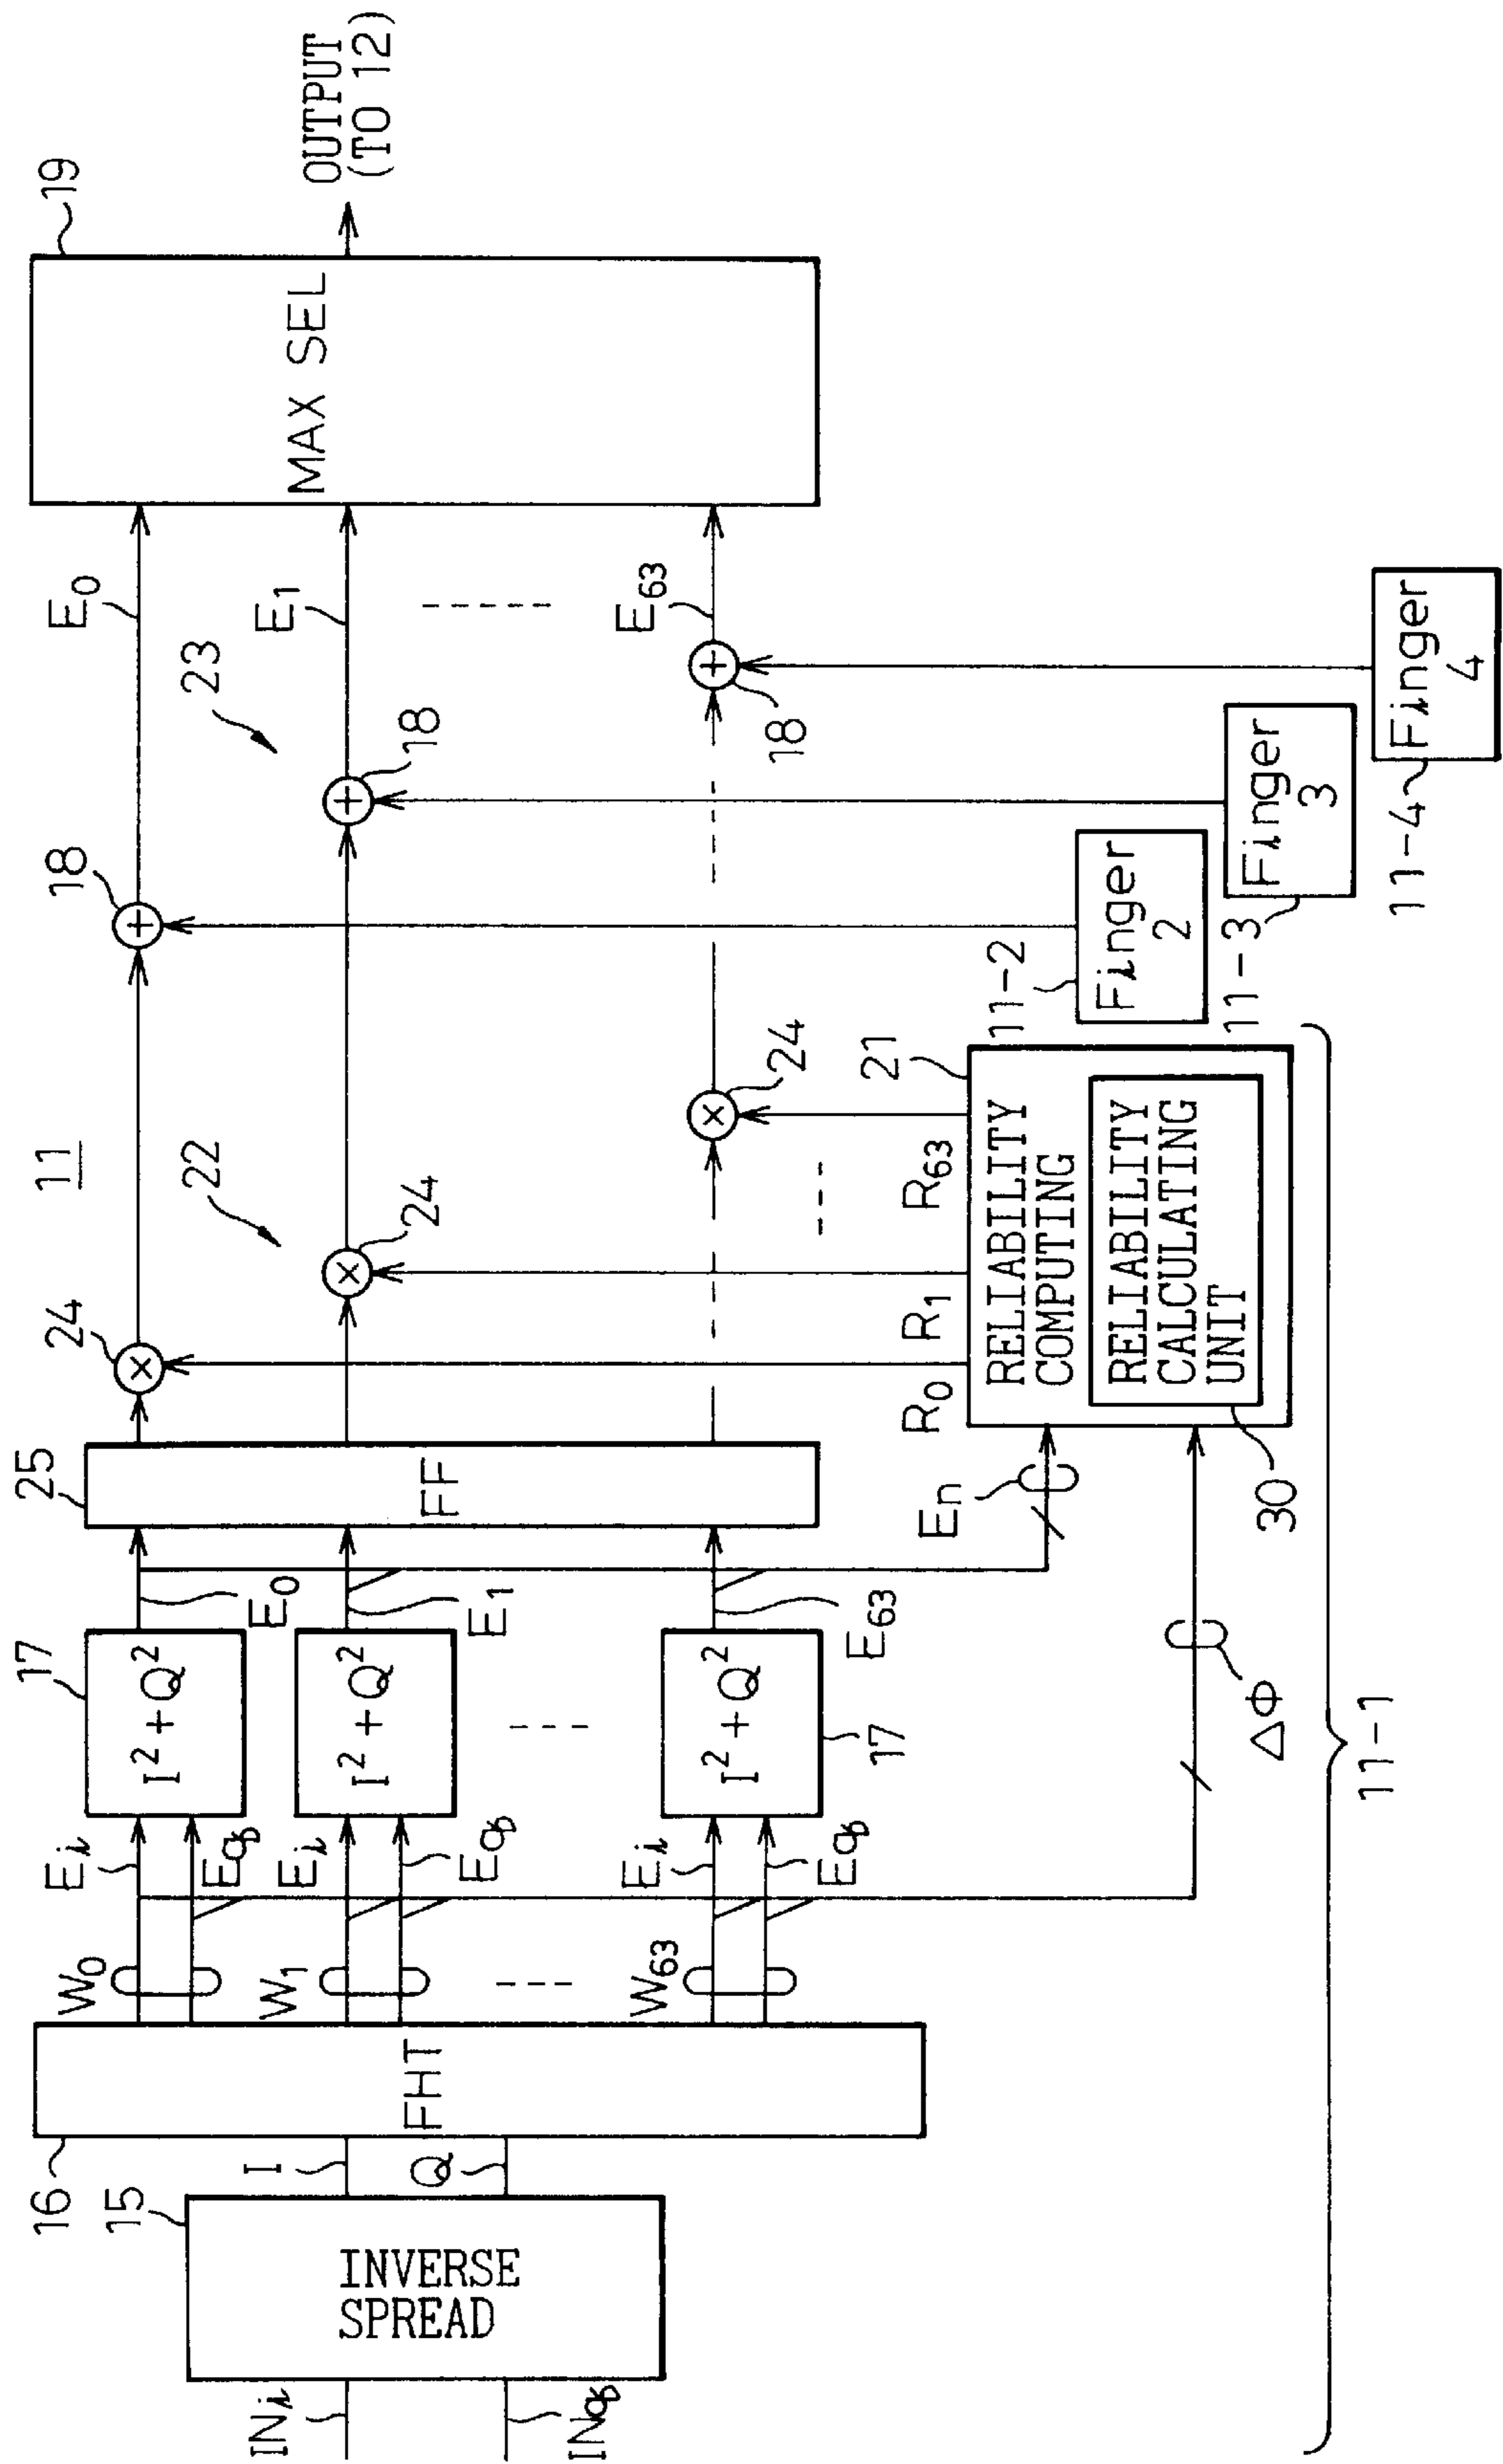 11
IN i
IN q
15
INVERSE
SPREAD
I
Q
16
FHT
W0
W1
W63
Ei
Eq
Ei
Eq
Ei
Eq
17
I² + Q²
I² + Q²
I² + Q²
17
E0
E1
E63
25
FF
En
ΔΦ
24
22
24
24
R0
R1
R63
21
RELIABILITY
COMPUTING
RELIABILITY
CALCULATING
UNIT
30
11-1
18
23
18
18
11-2
Finger
2
11-3
Finger
3
11-4
Finger
4
E0
E1
E63
19
MAX SEL
OUTPUT
(TO 12)